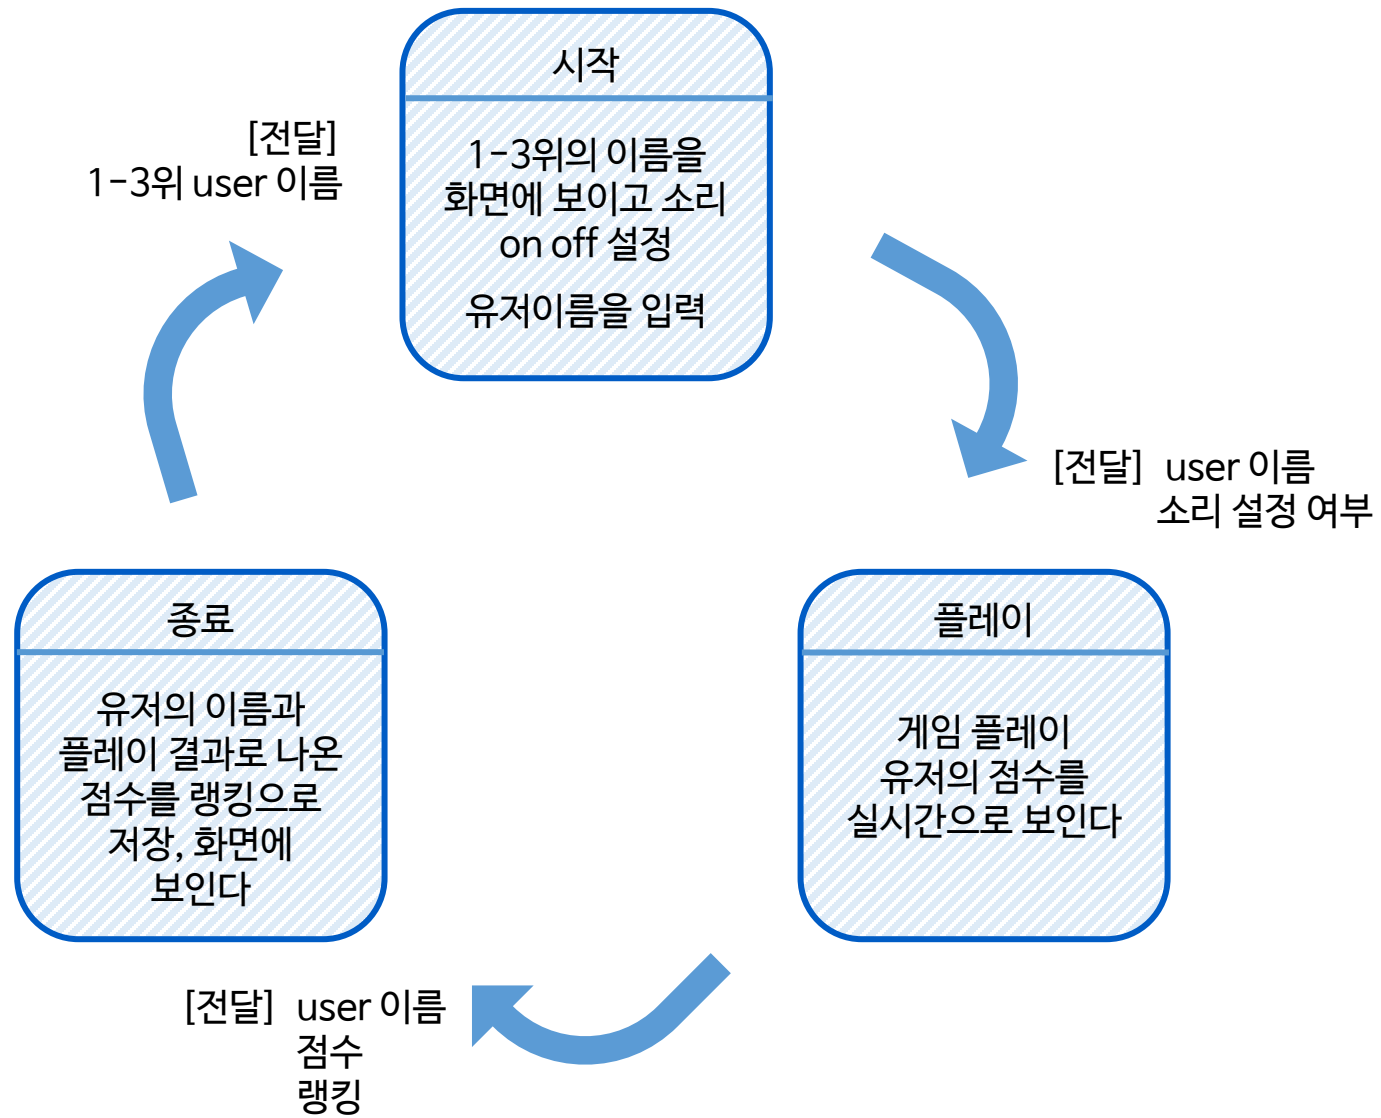 시작
1-3위의 이름을
화면에 보이고 소리
on off 설정
유저이름을 입력
[전달]
1-3위 user 이름
[전달] user 이름
소리 설정 여부
종료
유저의 이름과
플레이 결과로 나온
점수를 랭킹으로
저장, 화면에
보인다
플레이
게임 플레이
유저의 점수를
실시간으로 보인다
[전달] user 이름
점수
랭킹